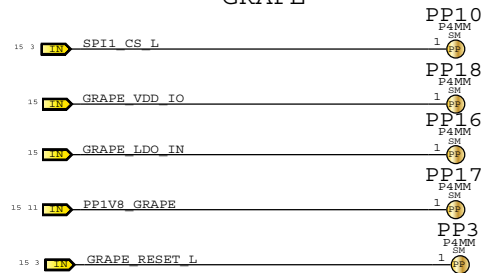 GRAPE
PP10
P4MM
SM
15 3 IN SPI1_CS_L 1 PP
PP18
P4MM
SM
15 IN GRAPE_VDD_IO 1 PP
PP16
P4MM
SM
15 IN GRAPE_LDO_IN 1 PP
PP17
P4MM
SM
15 11 IN PP1V8_GRAPE 1 PP
PP3
P4MM
SM
15 3 IN GRAPE_RESET_L 1 PP